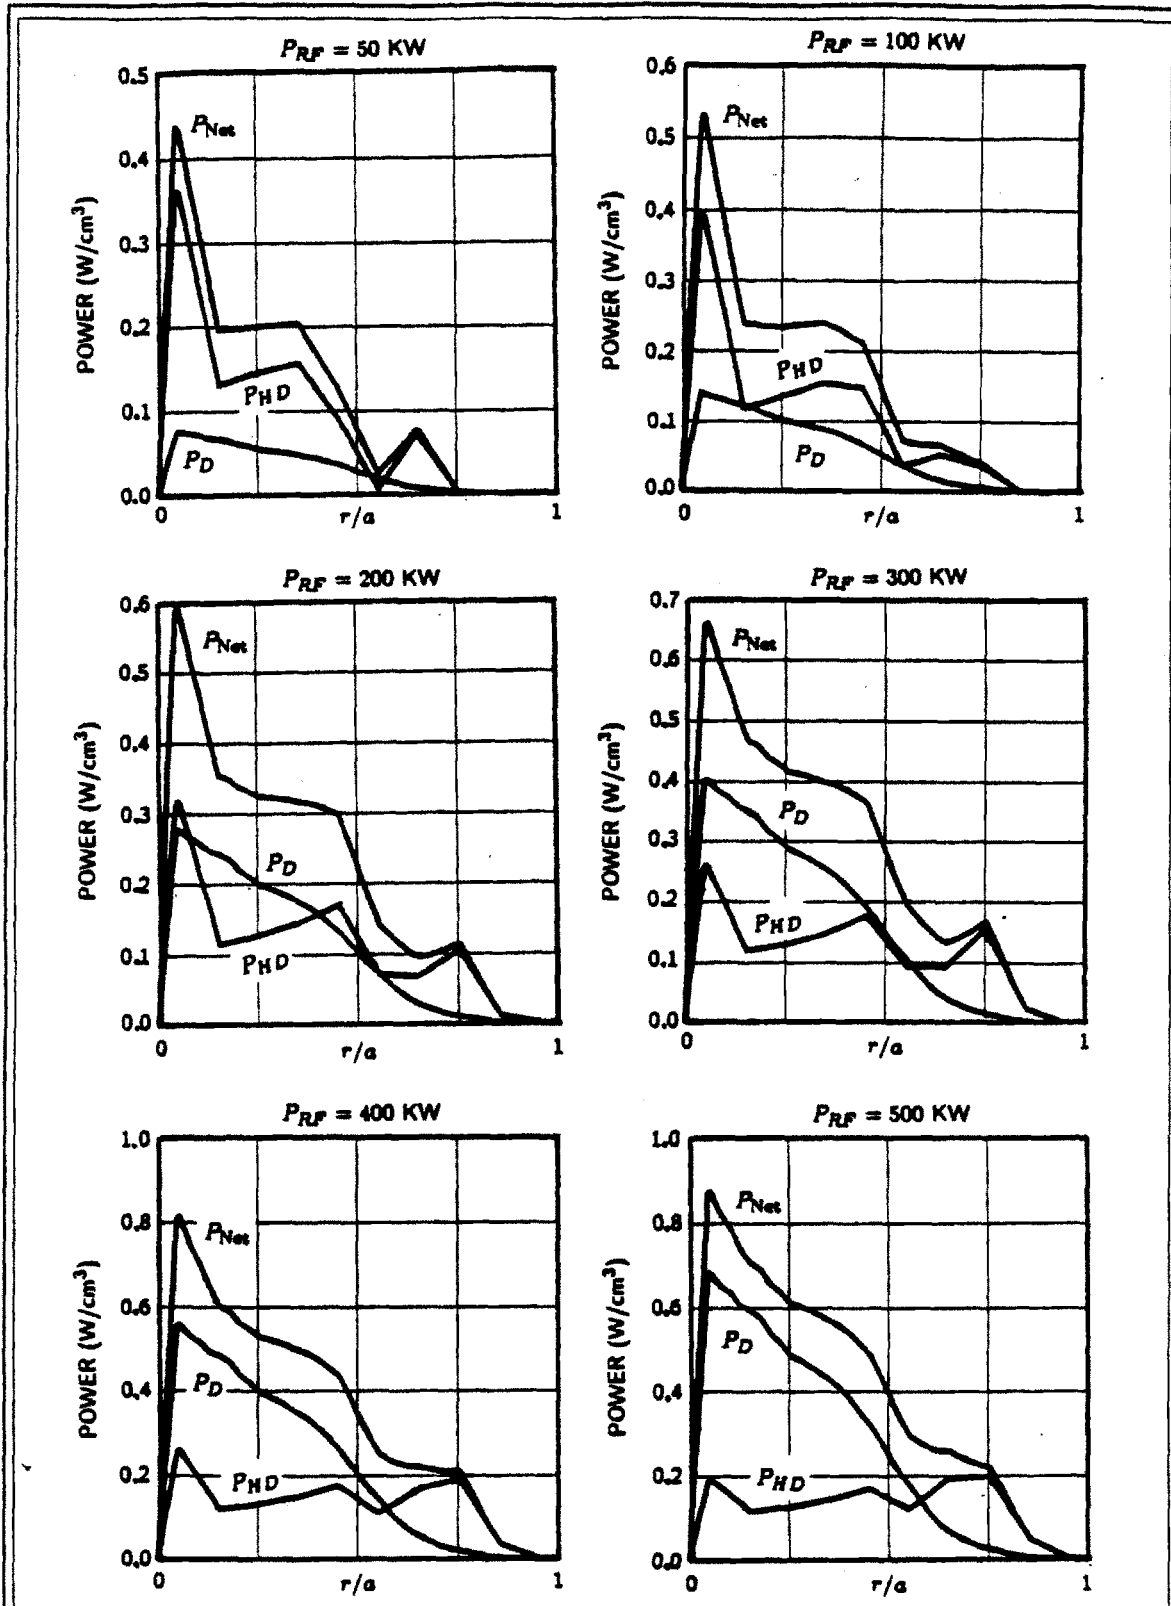 P_RF = 50 KW
POWER (W/cm³)
0.5
0.4
0.3
0.2
0.1
0.0
P_Net
P_HD
P_D
0
r/a
1
P_RF = 100 KW
POWER (W/cm³)
0.6
0.5
0.4
0.3
0.2
0.1
0.0
P_Net
P_HD
P_D
0
r/a
1
P_RF = 200 KW
POWER (W/cm³)
0.6
0.5
0.4
0.3
0.2
0.1
0.0
P_Net
P_D
P_HD
0
r/a
1
P_RF = 300 KW
POWER (W/cm³)
0.7
0.6
0.5
0.4
0.3
0.2
0.1
0.0
P_Net
P_D
P_HD
0
r/a
1
P_RF = 400 KW
POWER (W/cm³)
1.0
0.8
0.6
0.4
0.2
0.0
P_Net
P_D
P_HD
0
r/a
1
P_RF = 500 KW
POWER (W/cm³)
1.0
0.8
0.6
0.4
0.2
0.0
P_Net
P_D
P_HD
0
r/a
1